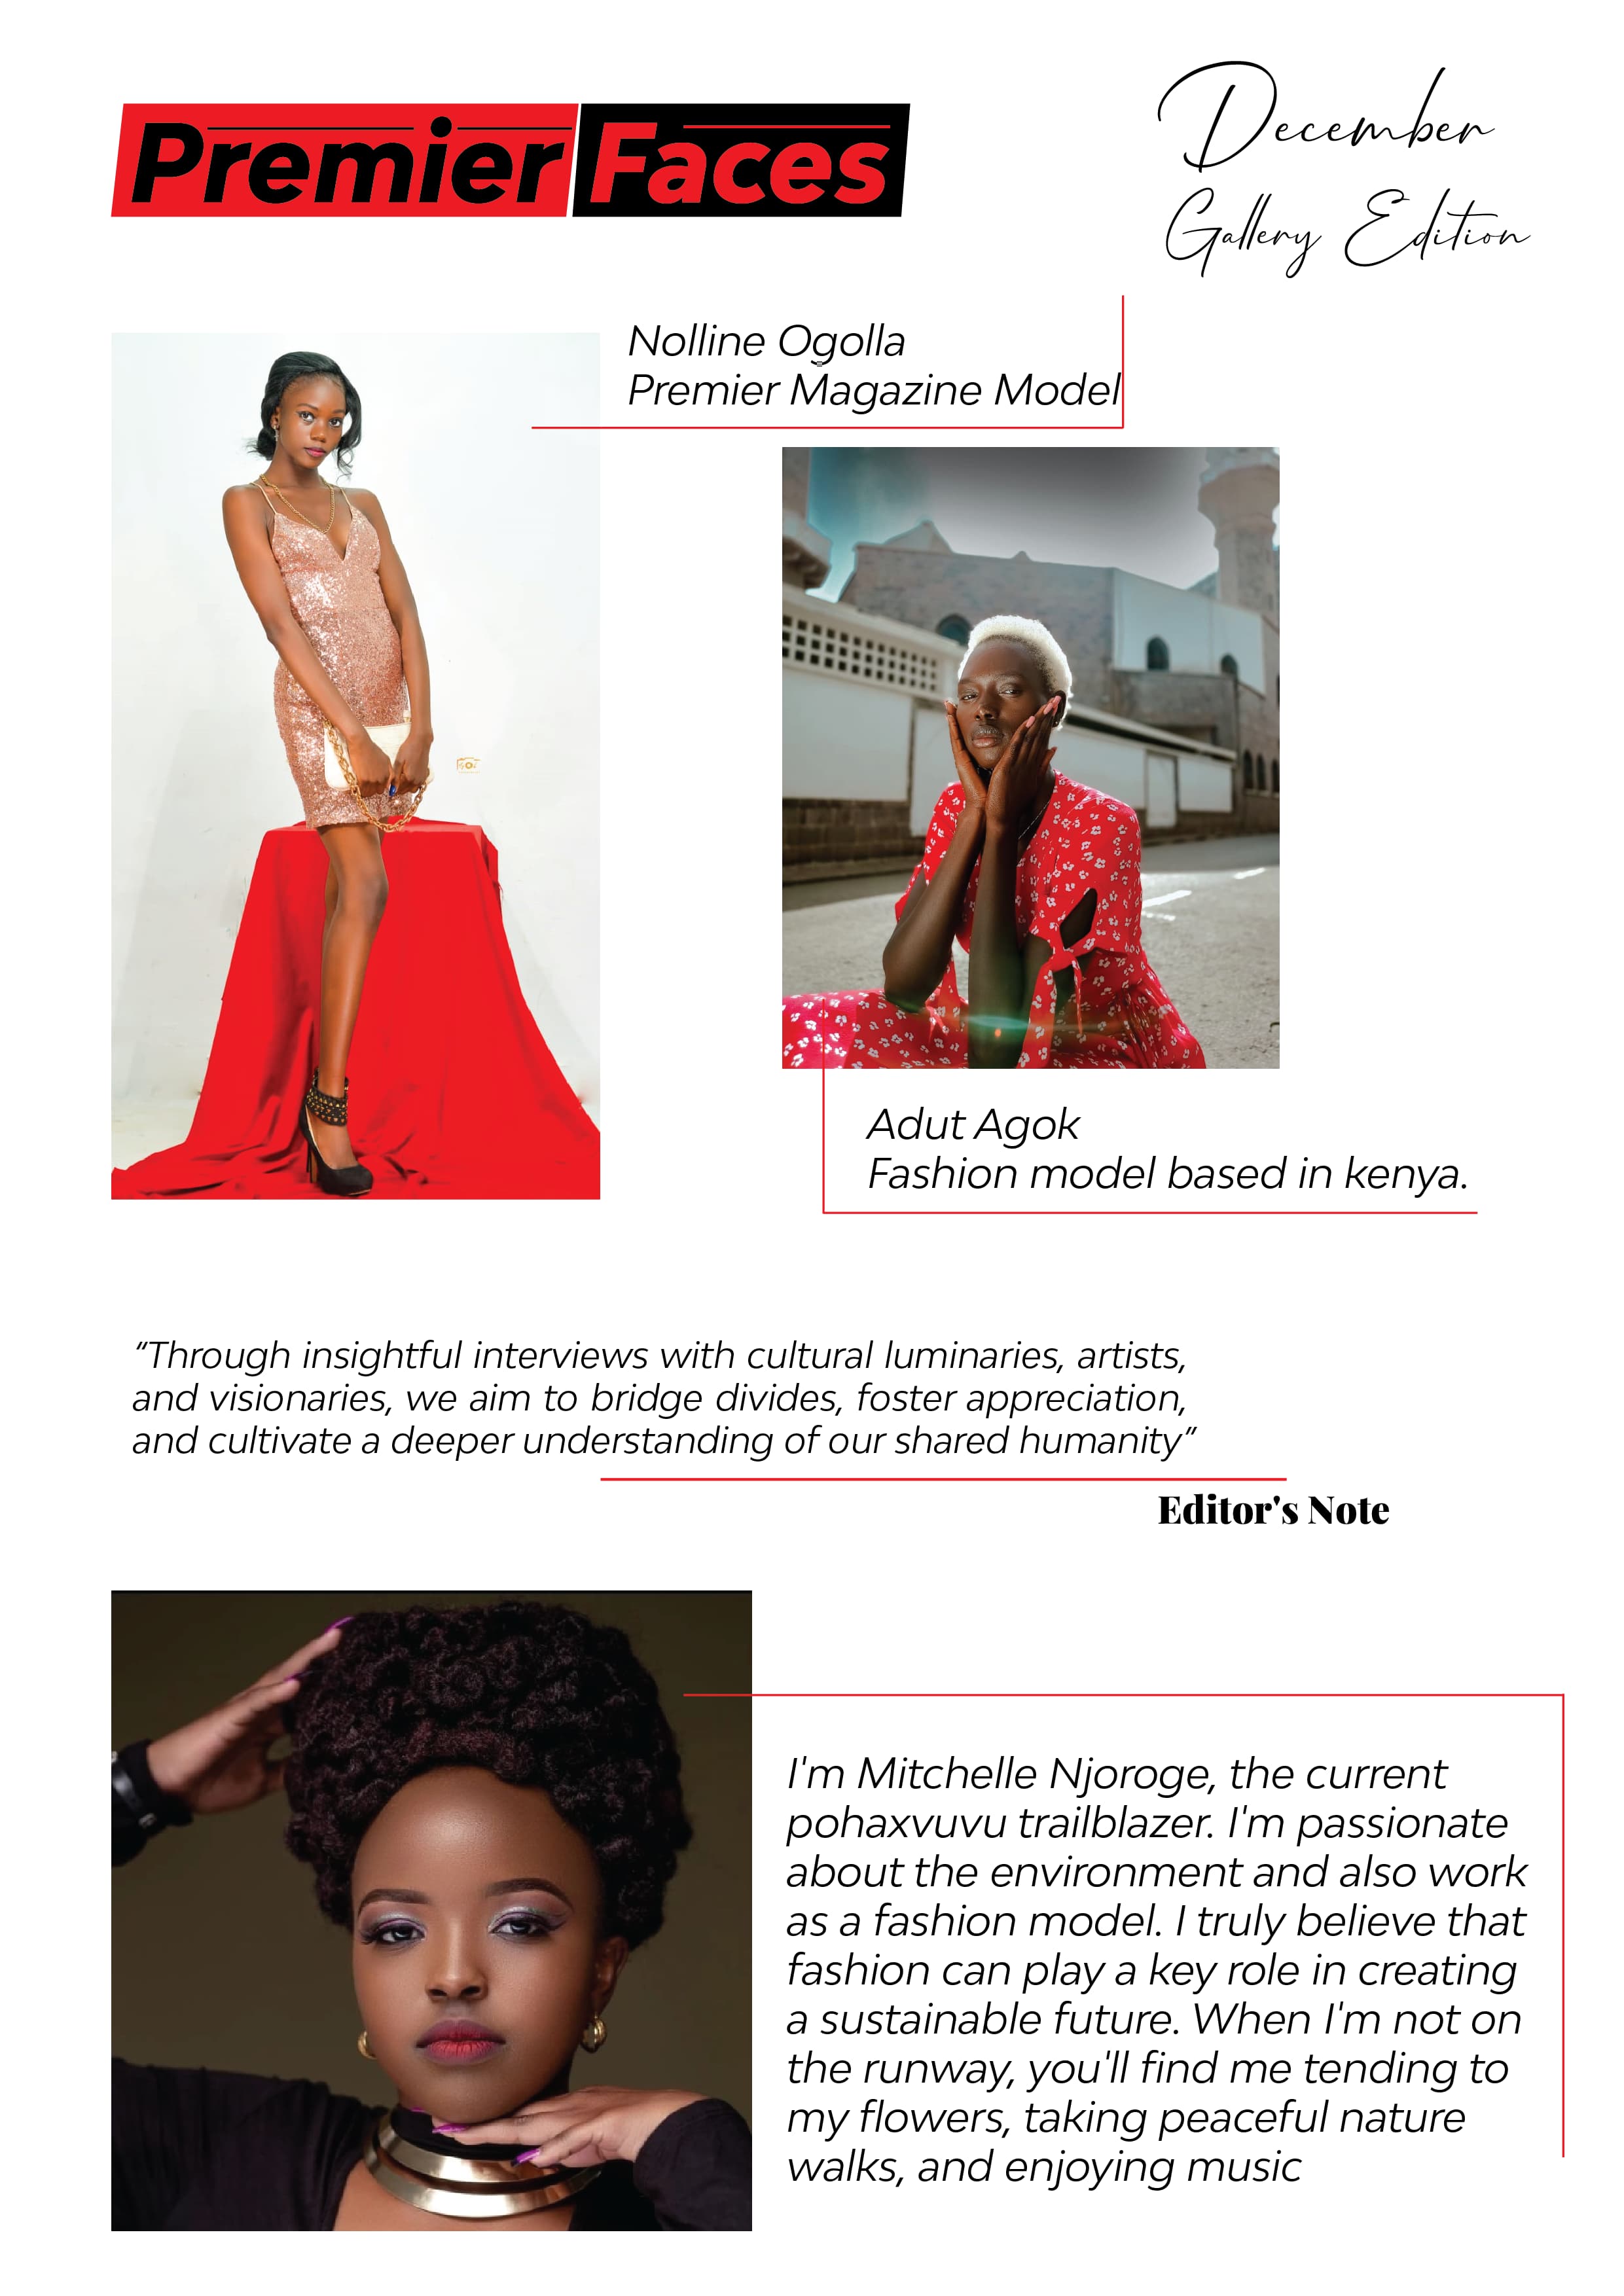 Premier Faces
December
Gallery Edition
Nolline Ogolla
Premier Magazine Model
Adut Agok
Fashion model based in kenya.
“Through insightful interviews with cultural luminaries, artists,
and visionaries, we aim to bridge divides, foster appreciation,
and cultivate a deeper understanding of our shared humanity”
Editor's Note
I'm Mitchelle Njoroge, the current
pohaxvuvu trailblazer. I'm passionate
about the environment and also work
as a fashion model. I truly believe that
fashion can play a key role in creating
a sustainable future. When I'm not on
the runway, you'll find me tending to
my flowers, taking peaceful nature
walks, and enjoying music